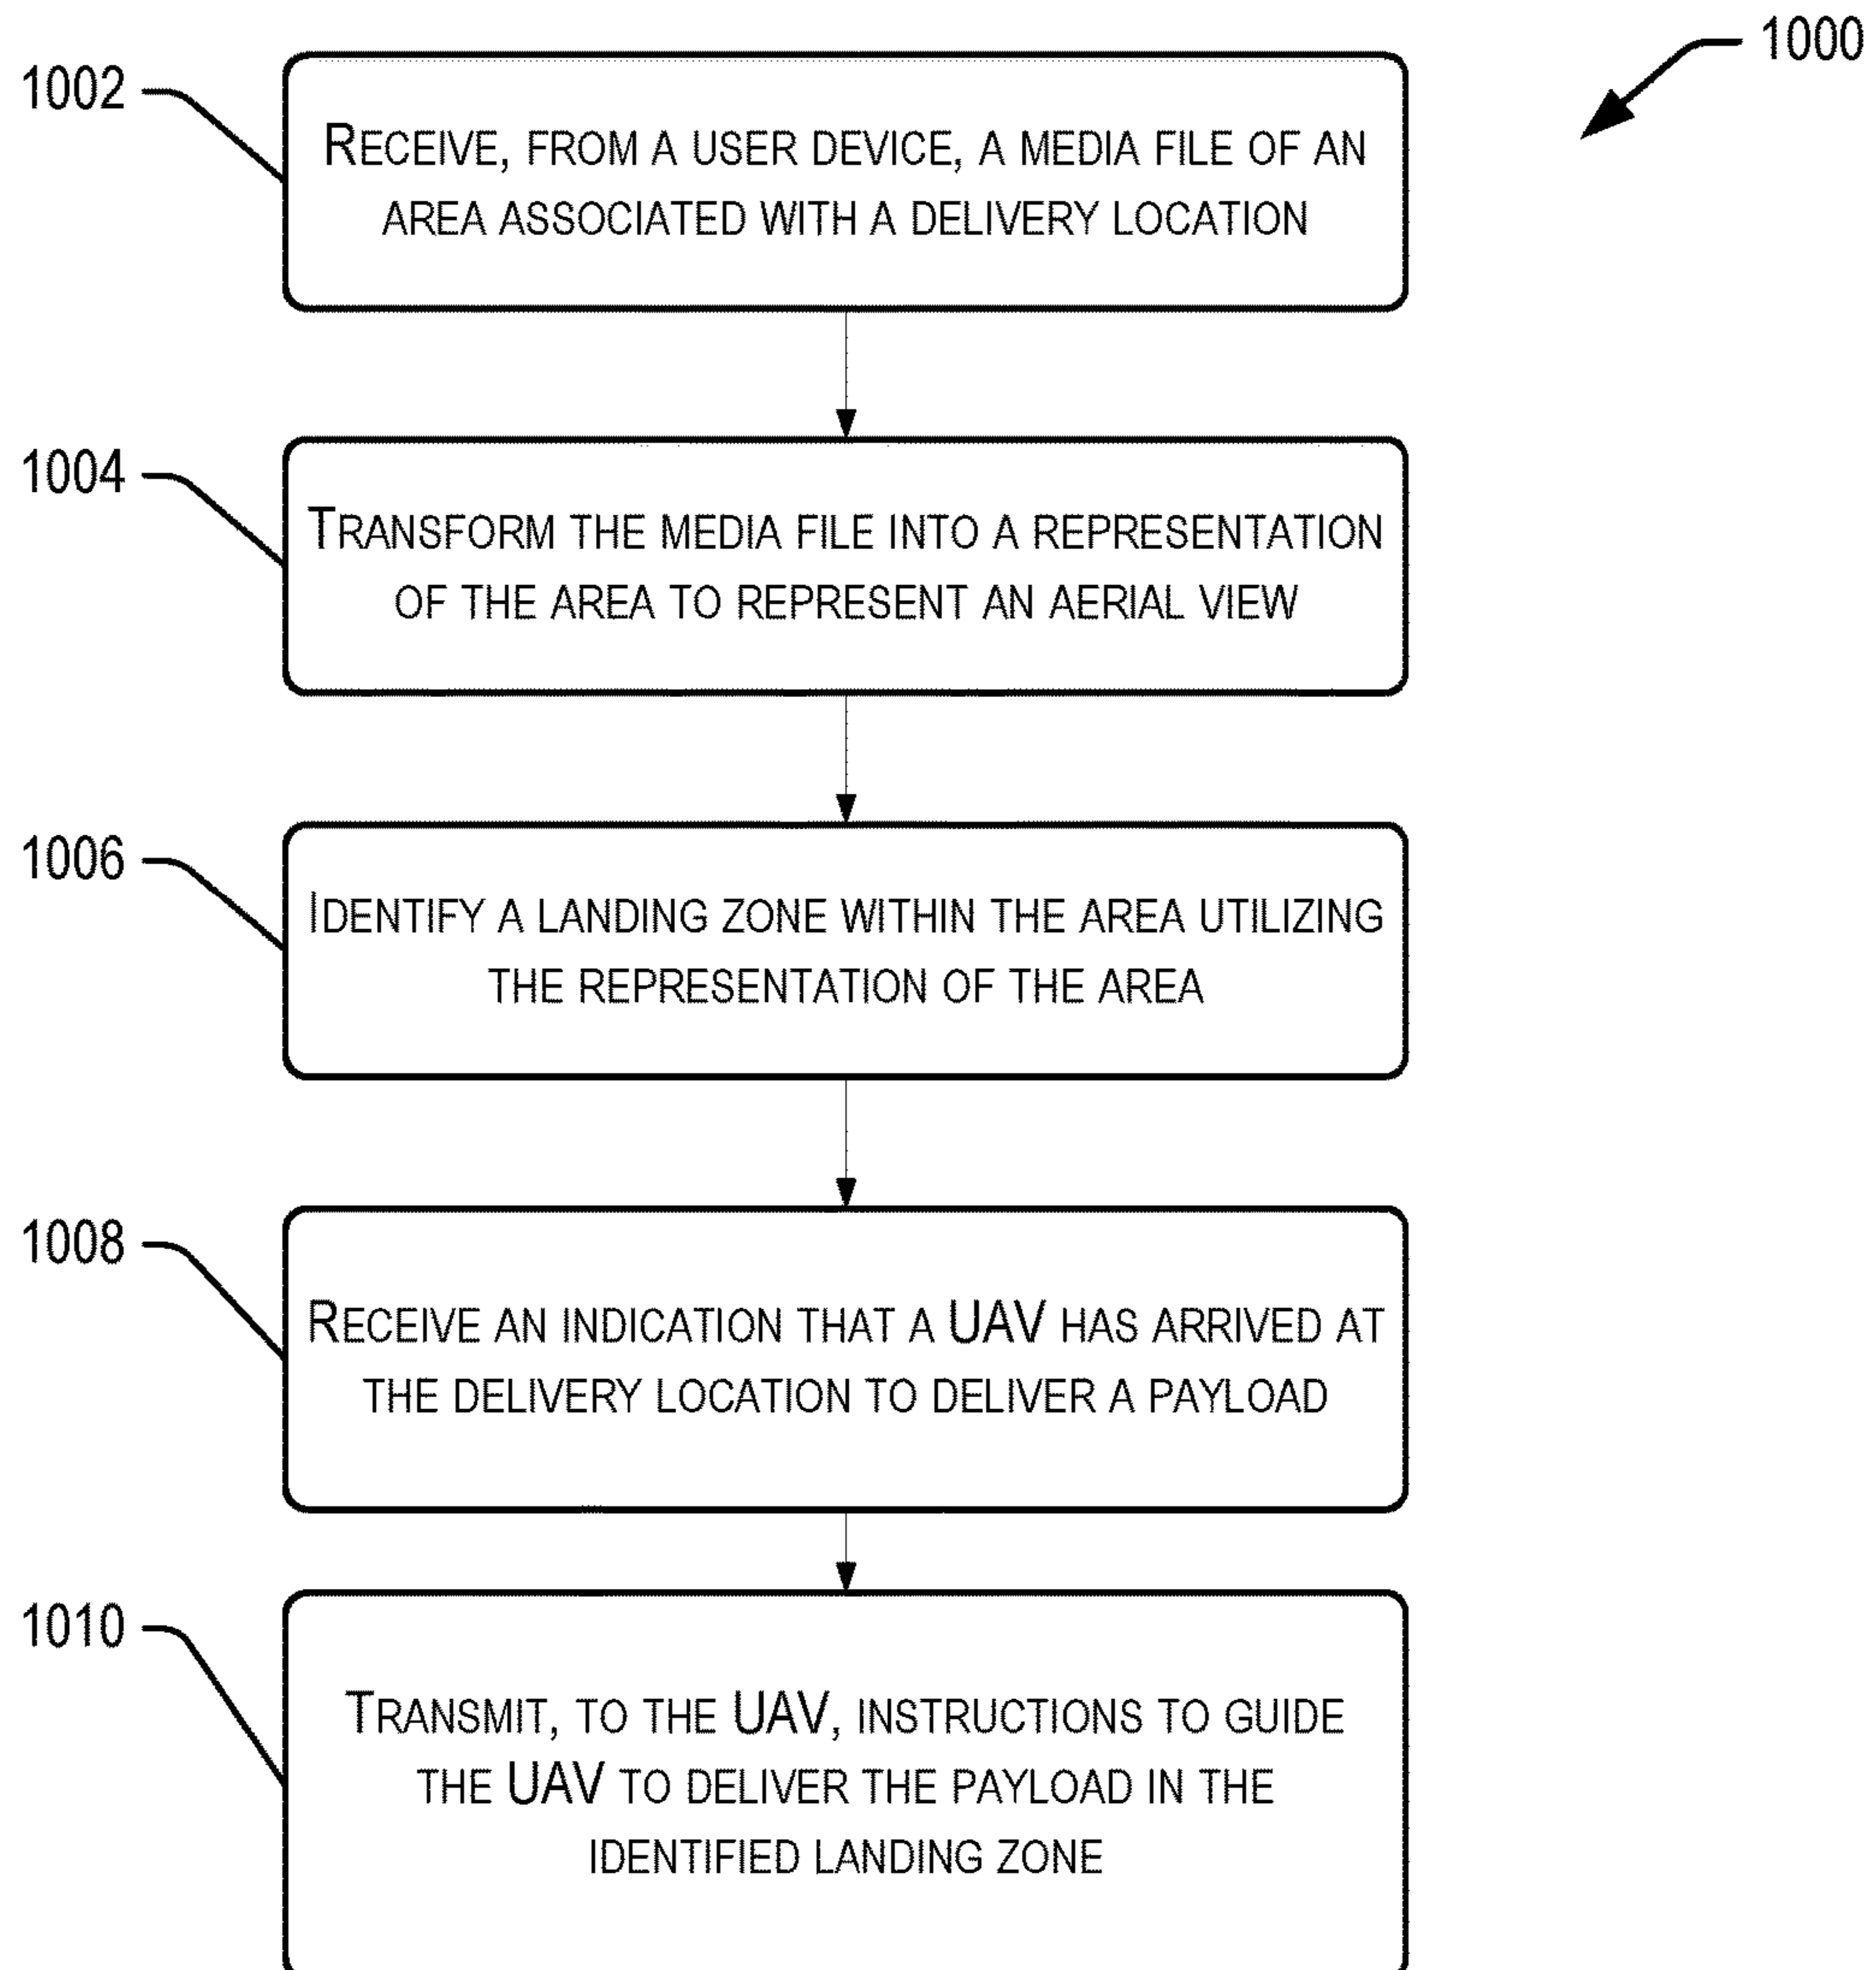 1000
1002
RECEIVE, FROM A USER DEVICE, A MEDIA FILE OF AN
AREA ASSOCIATED WITH A DELIVERY LOCATION
1004
TRANSFORM THE MEDIA FILE INTO A REPRESENTATION
OF THE AREA TO REPRESENT AN AERIAL VIEW
1006
IDENTIFY A LANDING ZONE WITHIN THE AREA UTILIZING
THE REPRESENTATION OF THE AREA
1008
RECEIVE AN INDICATION THAT A UAV HAS ARRIVED AT
THE DELIVERY LOCATION TO DELIVER A PAYLOAD
1010
TRANSMIT, TO THE UAV, INSTRUCTIONS TO GUIDE
THE UAV TO DELIVER THE PAYLOAD IN THE
IDENTIFIED LANDING ZONE